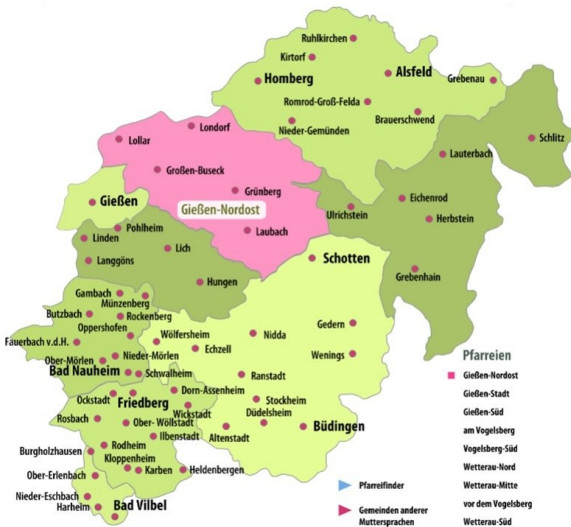 Ruhlkirchen
Kirtorf
Homberg
Alsfeld
Grebenau
Romrod-Groß-Felda
Brauerschwend
Nieder-Gemünden
Londorf
Lollar
Schlitz
Lauterbach
Großen-Buseck
Grünberg
Gießen
Gießen-Nordost
Ulrichstein
Eichenrod
Herbstein
Pohlheim
Linden
Laubach
Lich
Langgöns
Schotten
Hungen
Grebenhain
Gambach
Münzenberg
Butzbach
Rockenberg
Oppershofen
Gedern
Nidda
Wölfersheim
Fauerbach v.d.H.
Echzell
Wenings
Nieder-Mörlen
Ober-Mörlen
Bad Nauheim
Schwalheim
Ranstadt
Dorn-Assenheim
Ockstadt
Friedberg
Wickstadt
Stockheim
Düdelsheim
Rosbach
Ober- Wöllstadt
Altenstadt
Büdingen
Ilbenstadt
Rodheim
Burgholzhausen
Kloppenheim
Karben
Heldenbergen
Ober-Erlenbach
Nieder-Eschbach
Harheim
Bad Vilbel
Pfarreien
Gießen-Nordost
Gießen-Stadt
Gießen-Süd
am Vogelsberg
Vogelsberg-Süd
Wetterau-Nord
Wetterau-Mitte
vor dem Vogelsberg
Wetterau-Süd
Pfarreifinder
Gemeinden anderer
Muttersprachen